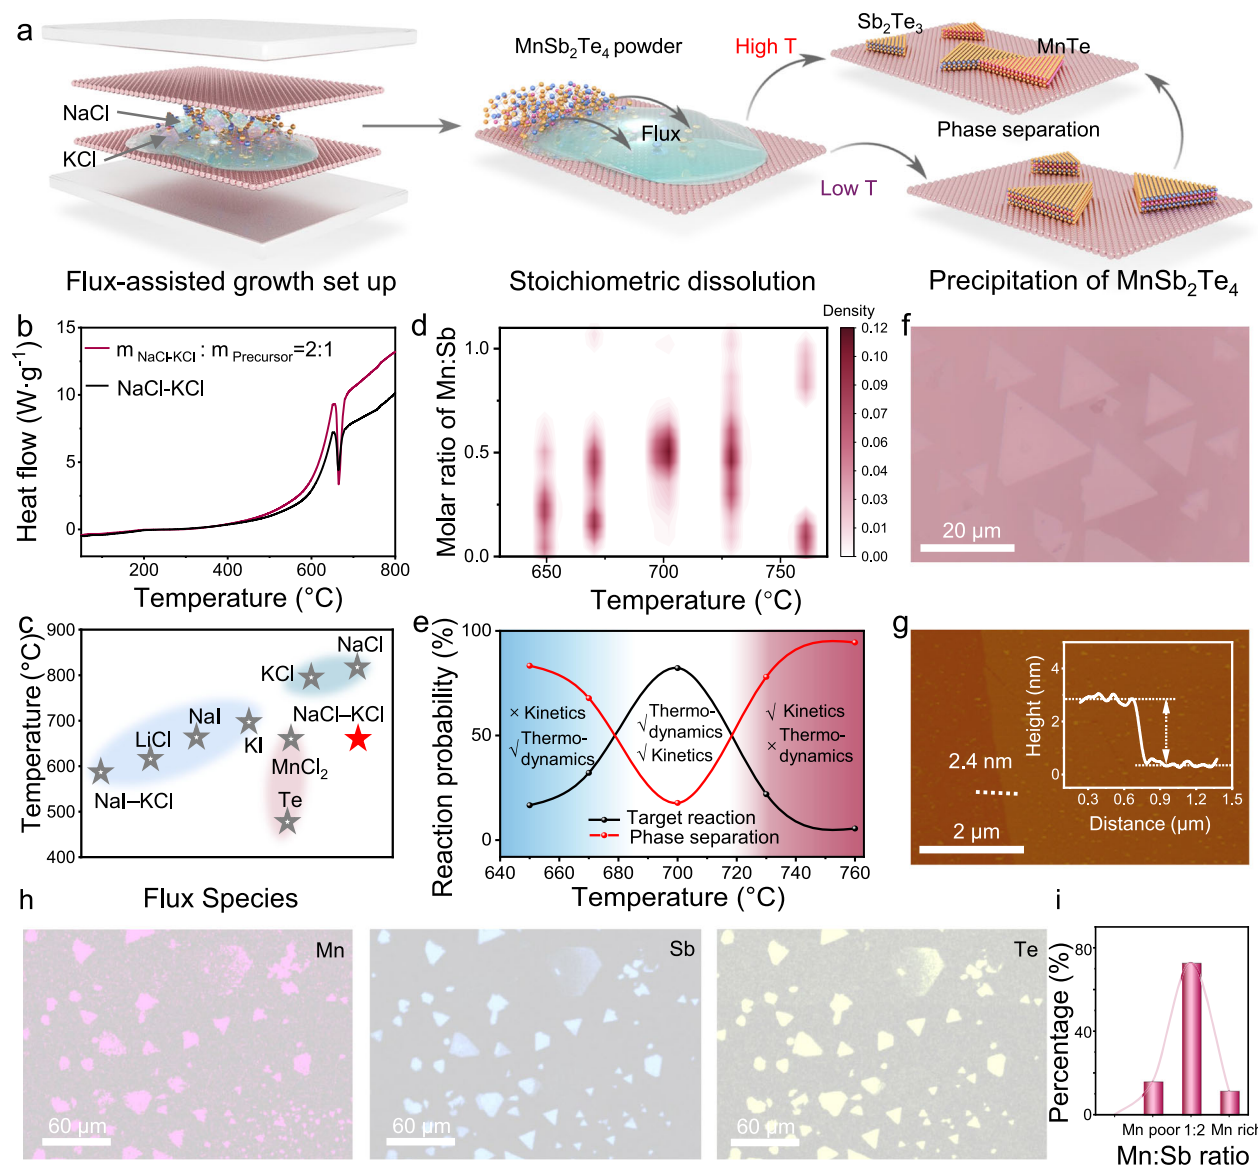 a
NaCl
KCl
Flux-assisted growth set up
MnSb₂Te₄ powder
Flux
Stoichiometric dissolution
High T
Low T
Sb₂Te₃
MnTe
Phase separation
Precipitation of MnSb₂Te₄
b
Heat flow (W·g⁻¹)
15
10
5
0
m NaCl-KCl : m Precursor=2:1
NaCl-KCl
200 400 600 800
Temperature (°C)
c
Temperature (°C)
900
800
700
600
500
400
NaCl
KCl
NaCl–KCl
NaI
KI
LiCl
MnCl₂
NaI–KCl
Te
Flux Species
d
Molar ratio of Mn:Sb
1.0
0.5
0.0
650 700 750
Temperature (°C)
Density
0.12
0.10
0.09
0.08
0.06
0.04
0.03
0.01
0.00
e
Reaction probability (%)
100
50
0
× Kinetics
√ Thermo-
dynamics
√ Thermo-
dynamics
√ Kinetics
√ Kinetics
× Thermo-
dynamics
Target reaction
Phase separation
640 660 680 700 720 740 760
Temperature (°C)
f
20 µm
g
2.4 nm
2 µm
Height (nm)
4
2
0
0.3 0.6 0.9 1.2 1.5
Distance (µm)
h
Mn
60 µm
Sb
60 µm
Te
60 µm
i
Percentage (%)
80
40
0
Mn poor 1:2 Mn rich
Mn:Sb ratio